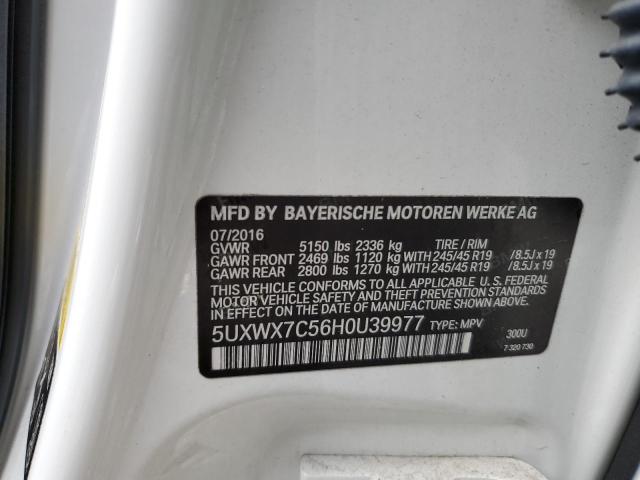 MFD BY BAYERISCHE MOTOREN WERKE AG
07/2016
GVWR 5150 lbs 2336 kg TIRE / RIM
GAWR FRONT 2469 lbs 1120 kg WITH 245/45 R19 / 8.5J x 19
GAWR REAR 2800 lbs 1270 kg WITH 245/45 R19 / 8.5J x 19
THIS VEHICLE CONFORMS TO ALL APPLICABLE U.S. FEDERAL
MOTOR VEHICLE SAFETY, BUMPER, AND THEFT PREVENTION STANDARDS
IN EFFECT ON THE DATE OF MANUFACTURE SHOWN ABOVE.
5UXWX7C56H0U39977 TYPE: MPV
300U
7 320 730